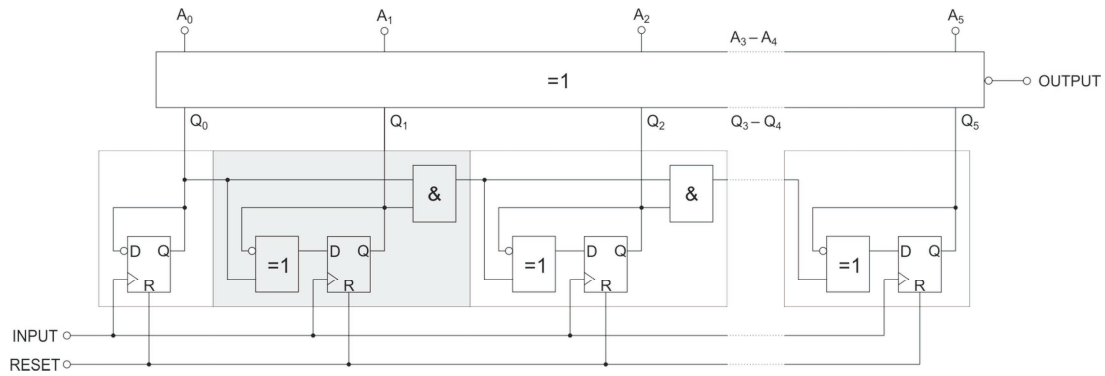 A0 A1 A2 A3 – A4 A5
=1 OUTPUT
Q0 Q1 Q2 Q3 – Q4 Q5
& &
D Q =1 D Q =1 D Q =1 D Q
R R R R
INPUT
RESET